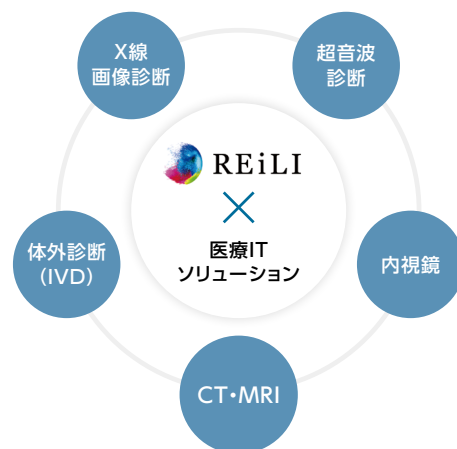 X線
画像診断
超音波
診断
REiLI
×
医療IT
ソリューション
体外診断
(IVD)
内視鏡
CT・MRI